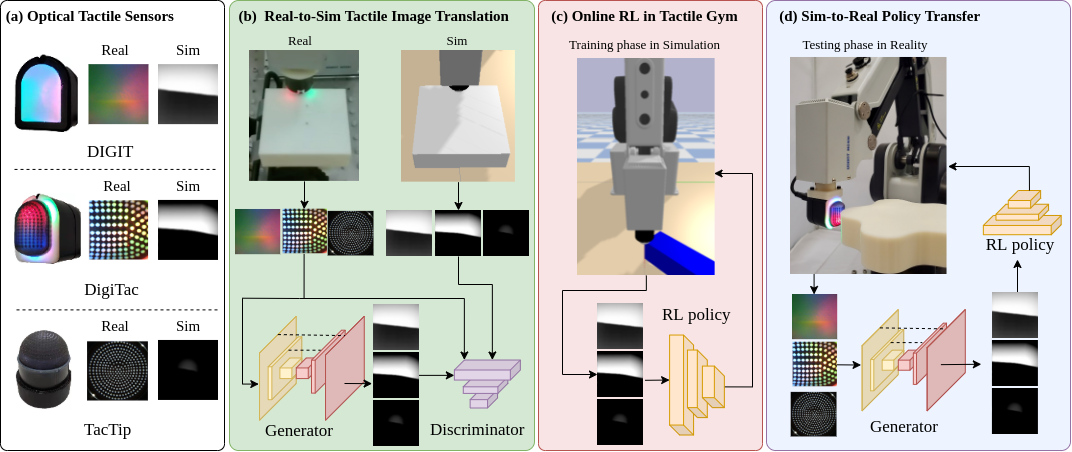 (a) Optical Tactile Sensors
Real Sim
DIGIT
Real Sim
DigiTac
Real Sim
TacTip
(b) Real-to-Sim Tactile Image Translation
Real Sim
Generator Discriminator
(c) Online RL in Tactile Gym
Training phase in Simulation
RL policy
(d) Sim-to-Real Policy Transfer
Testing phase in Reality
RL policy
Generator